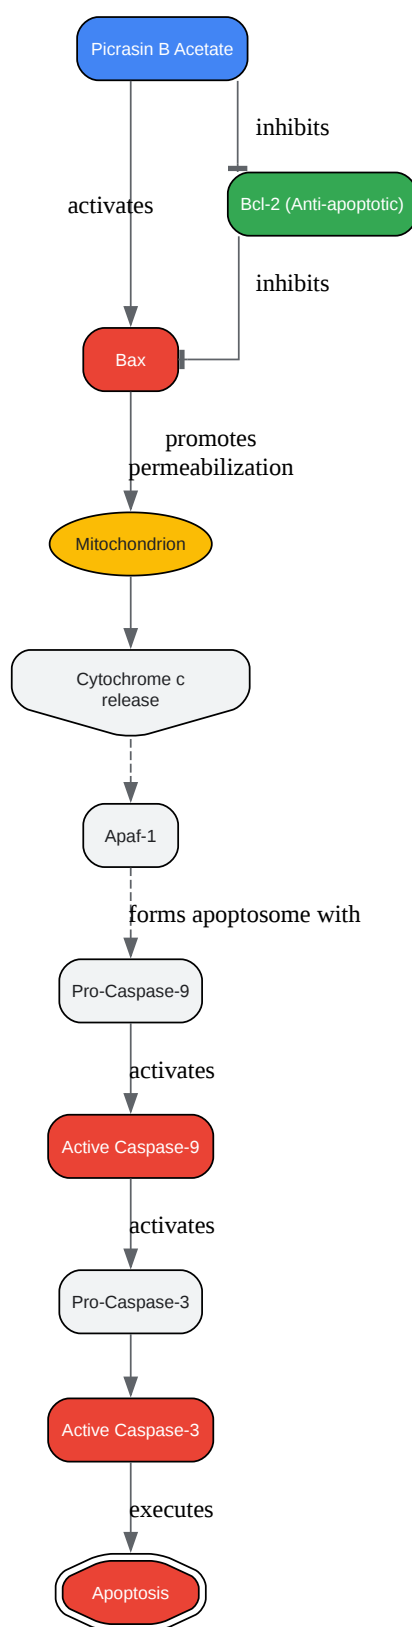 Picrasin B Acetate
inhibits
activates
Bcl-2 (Anti-apoptotic)
inhibits
Bax
promotes
permeabilization
Mitochondrion
Cytochrome c
release
Apaf-1
forms apoptosome with
Pro-Caspase-9
activates
Active Caspase-9
activates
Pro-Caspase-3
Active Caspase-3
executes
Apoptosis